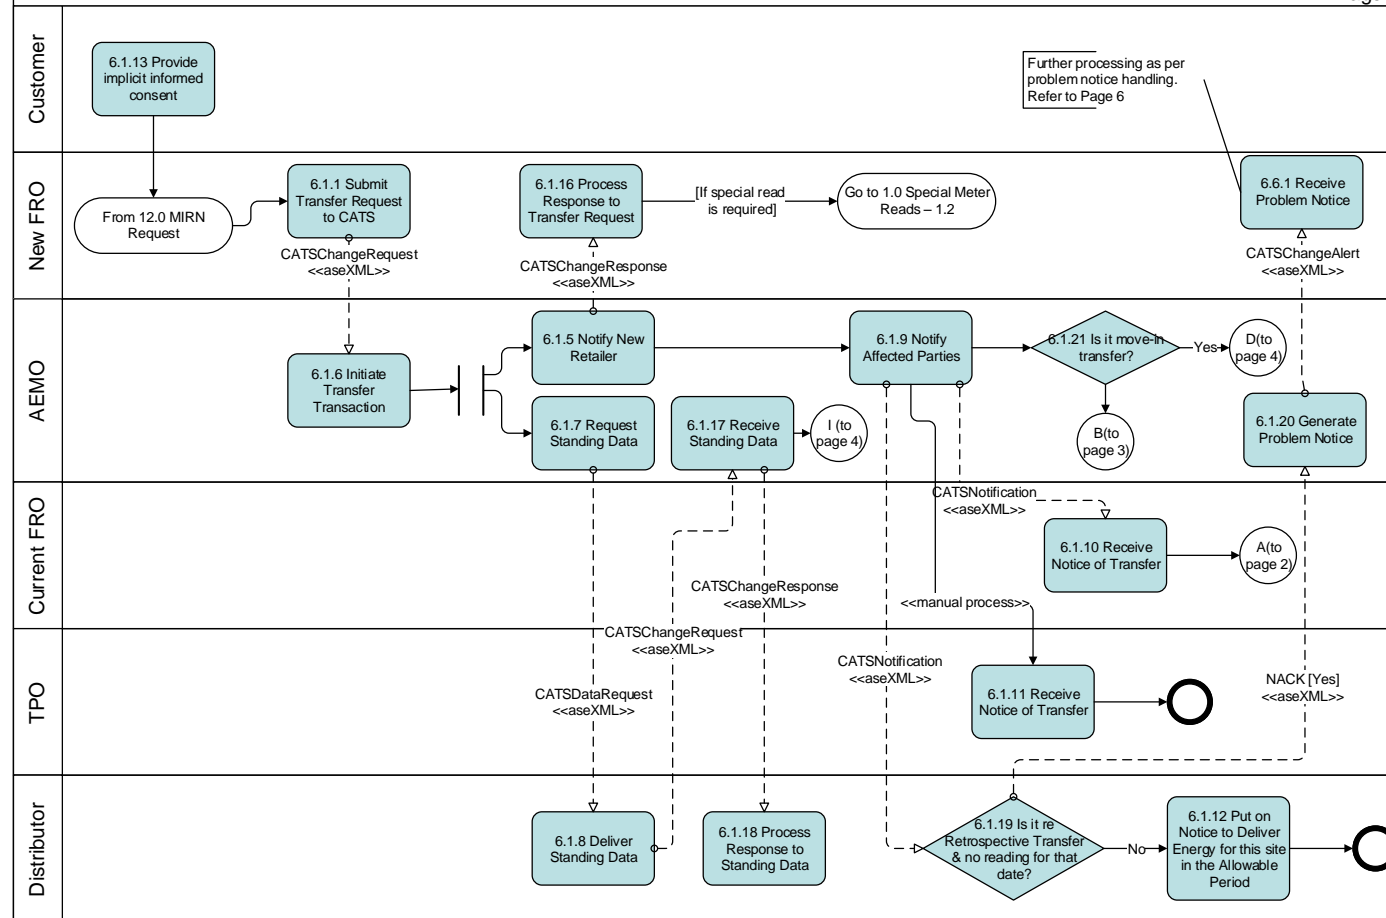 Customer
6.1.13 Provide
implicit informed
consent
Further processing as per
problem notice handling.
Refer to Page 6
New FRO
From 12.0 MIRN
Request
6.1.1 Submit
Transfer Request
to CATS
CATSChangeRequest
<<aseXML>>
6.1.16 Process
Response to
Transfer Request
[If special read
is required]
Go to 1.0 Special Meter
Reads – 1.2
CATSChangeResponse
<<aseXML>>
6.6.1 Receive
Problem Notice
CATSChangeAlert
<<aseXML>>
AEMO
6.1.6 Initiate
Transfer
Transaction
6.1.5 Notify New
Retailer
6.1.7 Request
Standing Data
6.1.17 Receive
Standing Data
I (to
page 4)
6.1.9 Notify
Affected Parties
6.1.21 Is it move-in
transfer?
Yes
D(to
page 4)
B(to
page 3)
6.1.20 Generate
Problem Notice
Current FRO
CATSNotification
<<aseXML>>
6.1.10 Receive
Notice of Transfer
A(to
page 2)
CATSChangeResponse
<<aseXML>>
<<manual process>>
TPO
CATSChangeRequest
<<aseXML>>
CATSDataRequest
<<aseXML>>
CATSNotification
<<aseXML>>
6.1.11 Receive
Notice of Transfer
NACK [Yes]
<<aseXML>>
Distributor
6.1.8 Deliver
Standing Data
6.1.18 Process
Response to
Standing Data
6.1.19 Is it re
Retrospective Transfer
& no reading for that
date?
No
6.1.12 Put on
Notice to Deliver
Energy for this site
in the Allowable
Period